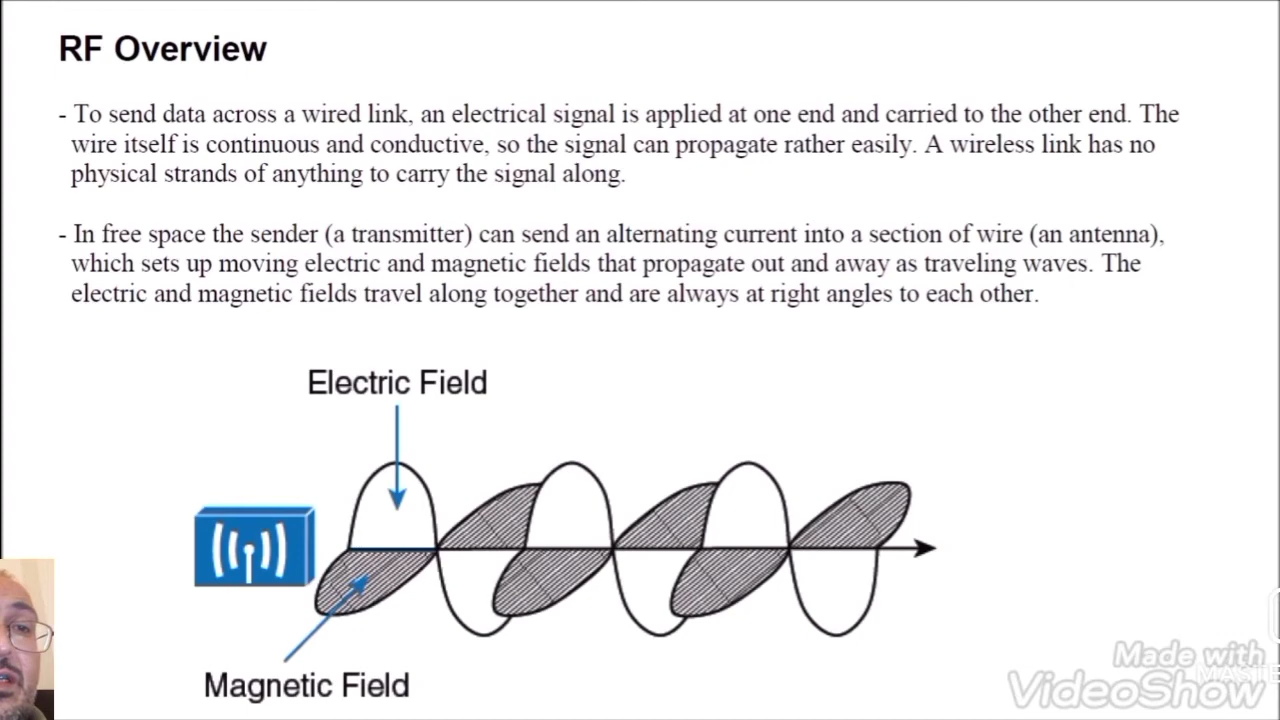 RF Overview
- To send data across a wired link, an electrical signal is applied at one end and carried to the other end. The
wire itself is continuous and conductive, so the signal can propagate rather easily. A wireless link has no
physical strands of anything to carry the signal along.
- In free space the sender (a transmitter) can send an alternating current into a section of wire (an antenna),
which sets up moving electric and magnetic fields that propagate out and away as traveling waves. The
electric and magnetic fields travel along together and are always at right angles to each other.
Electric Field
Magnetic Field
Made with
VideoShow